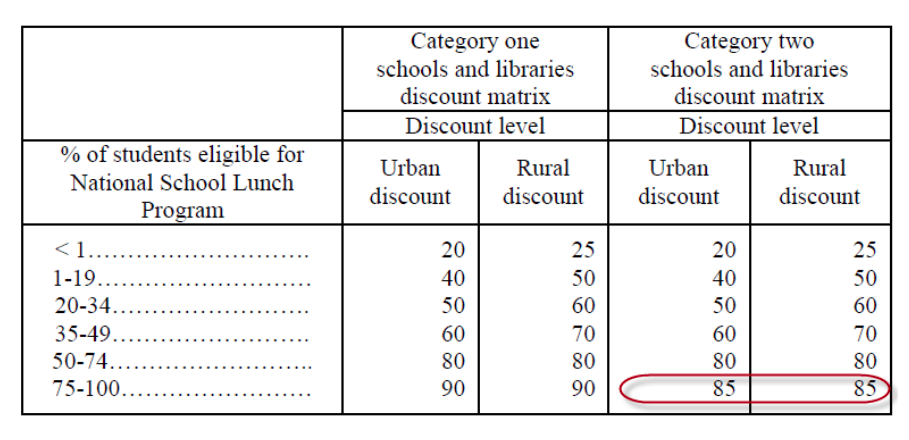 Category one
schools and libraries
discount matrix
Category two
schools and libraries
discount matrix
Discount level
Discount level
% of students eligible for
National School Lunch
Program
Urban
discount
Rural
discount
Urban
discount
Rural
discount
< 1…………………………. 20 25 20 25
1-19………………………… 40 50 40 50
20-34……………………… 50 60 50 60
35-49……………………… 60 70 60 70
50-74……………………….. 80 80 80 80
75-100…………………… 90 90 85 85